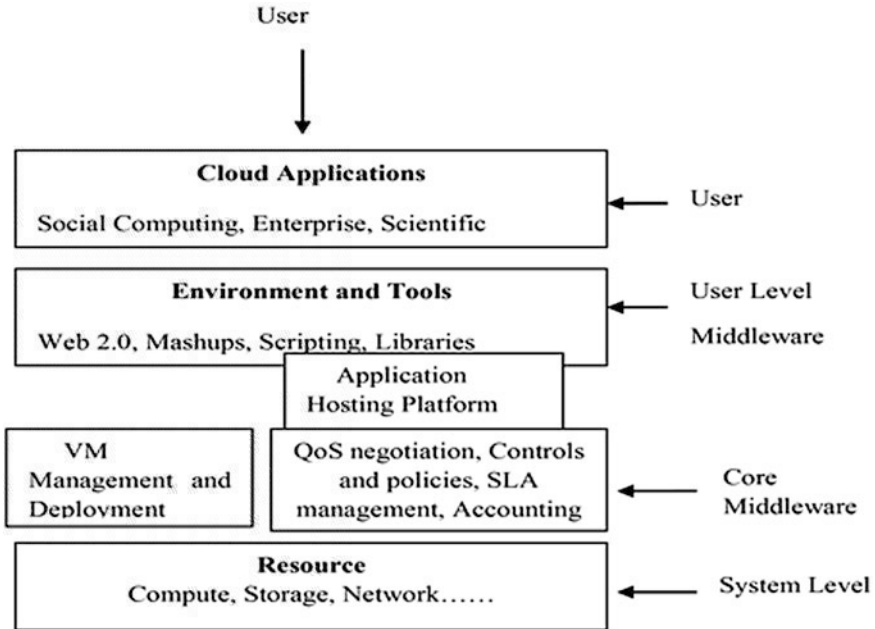 User
Cloud Applications
Social Computing, Enterprise, Scientific
User
Environment and Tools
Web 2.0, Mashups, Scripting, Libraries
User Level
Middleware
Application
Hosting Platform
VM
Management and
Deployment
QoS negotiation, Controls
and policies, SLA
management, Accounting
Core
Middleware
Resource
Compute, Storage, Network......
System Level